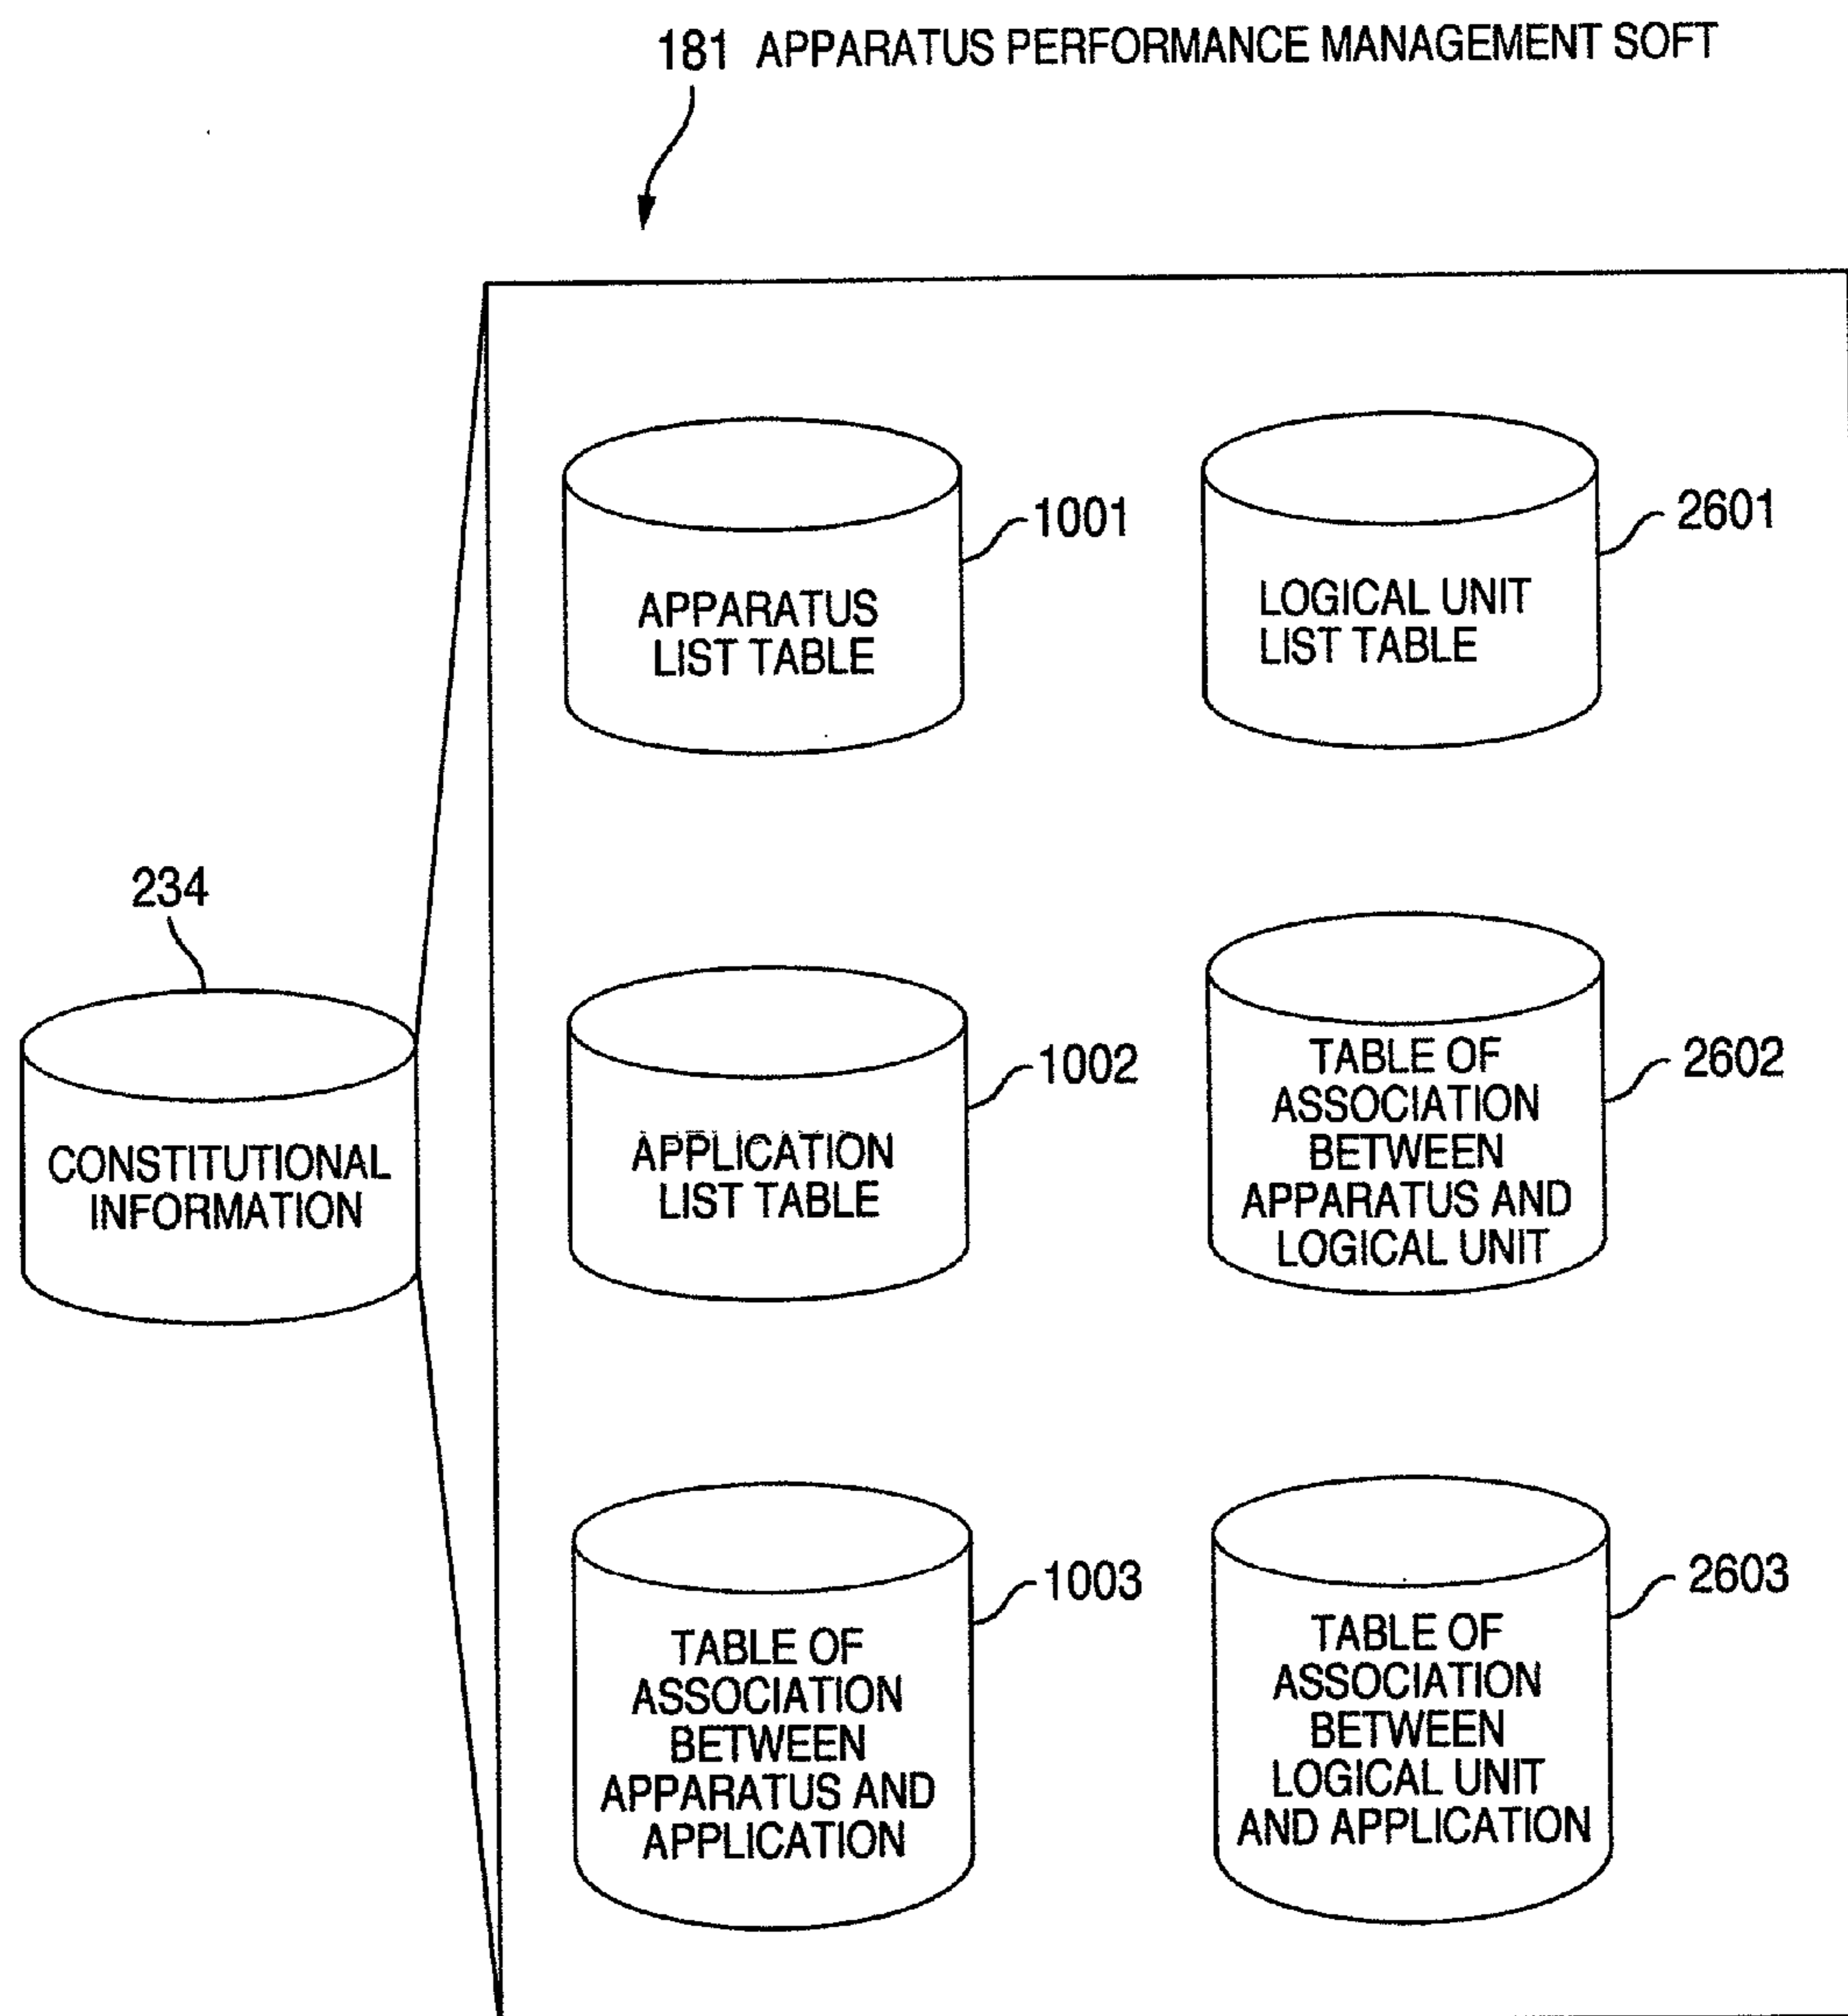 181 APPARATUS PERFORMANCE MANAGEMENT SOFT
1001
APPARATUS
LIST TABLE
2601
LOGICAL UNIT
LIST TABLE
234
CONSTITUTIONAL
INFORMATION
1002
APPLICATION
LIST TABLE
2602
TABLE OF
ASSOCIATION
BETWEEN
APPARATUS AND
LOGICAL UNIT
1003
TABLE OF
ASSOCIATION
BETWEEN
APPARATUS AND
APPLICATION
2603
TABLE OF
ASSOCIATION
BETWEEN
LOGICAL UNIT
AND APPLICATION